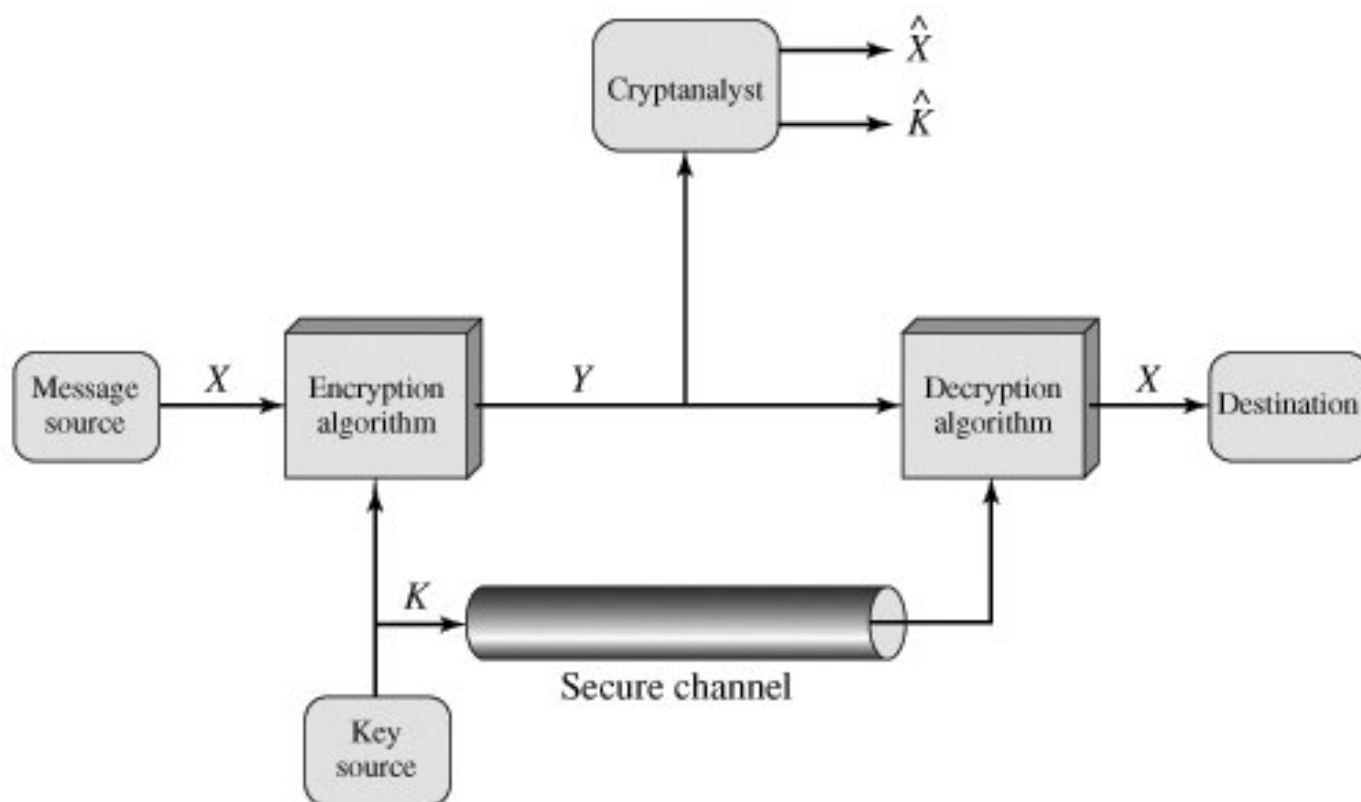 X̂
Cryptanalyst
K̂
Message
source
X
Encryption
algorithm
Y
Decryption
algorithm
X
Destination
K
Secure channel
Key
source